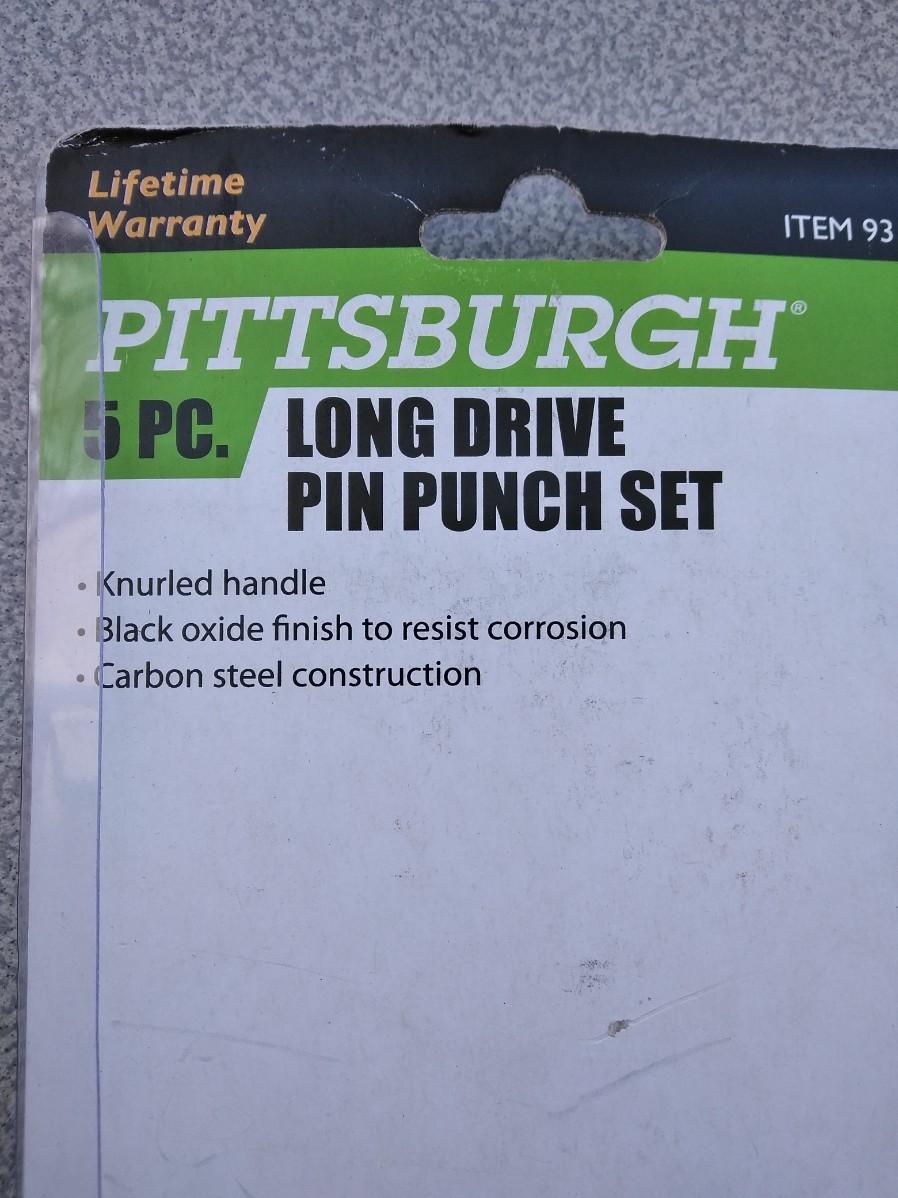 Lifetime
Warranty
ITEM 93
PITTSBURGH®
5 PC. LONG DRIVE
PIN PUNCH SET
• Knurled handle
• Black oxide finish to resist corrosion
• Carbon steel construction